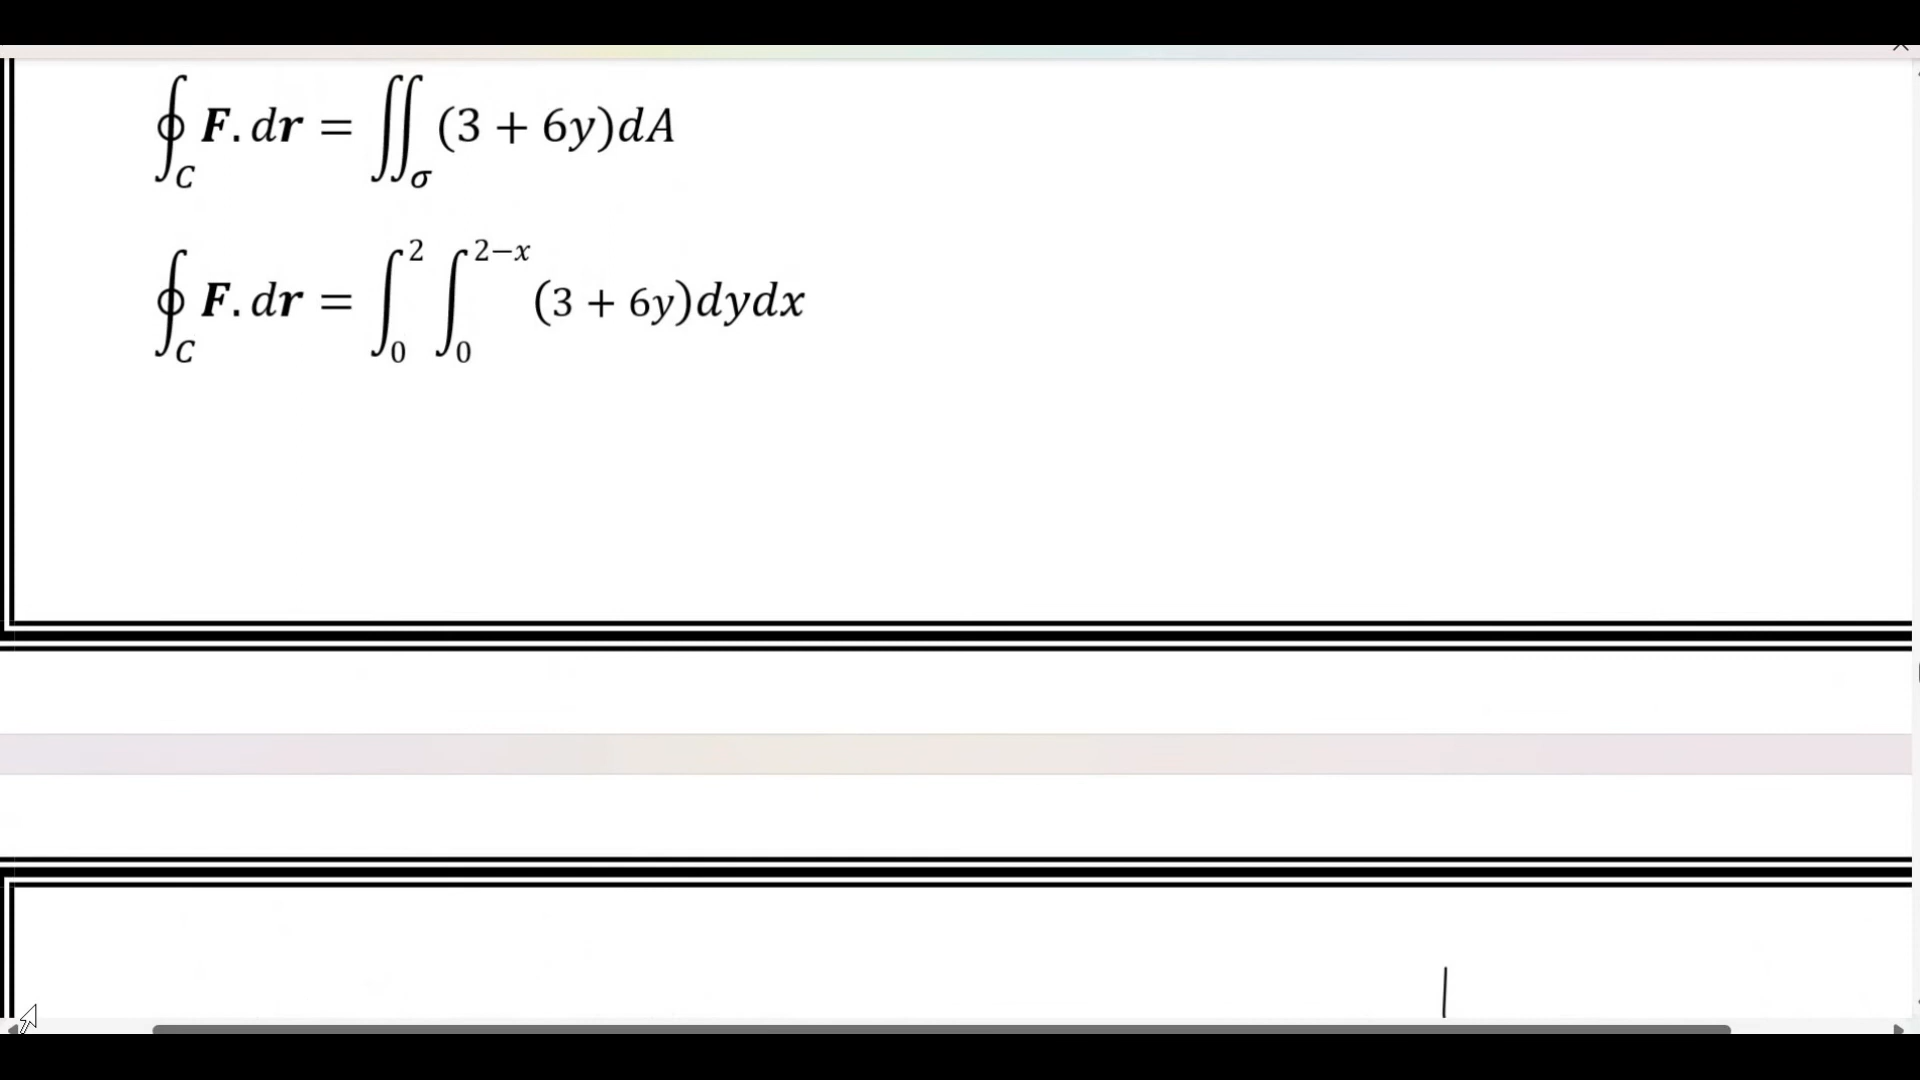 ∮_C F.dr = ∬_σ (3 + 6y)dA
∮_C F.dr = ∫_0^2 ∫_0^{2−x} (3 + 6y)dydx